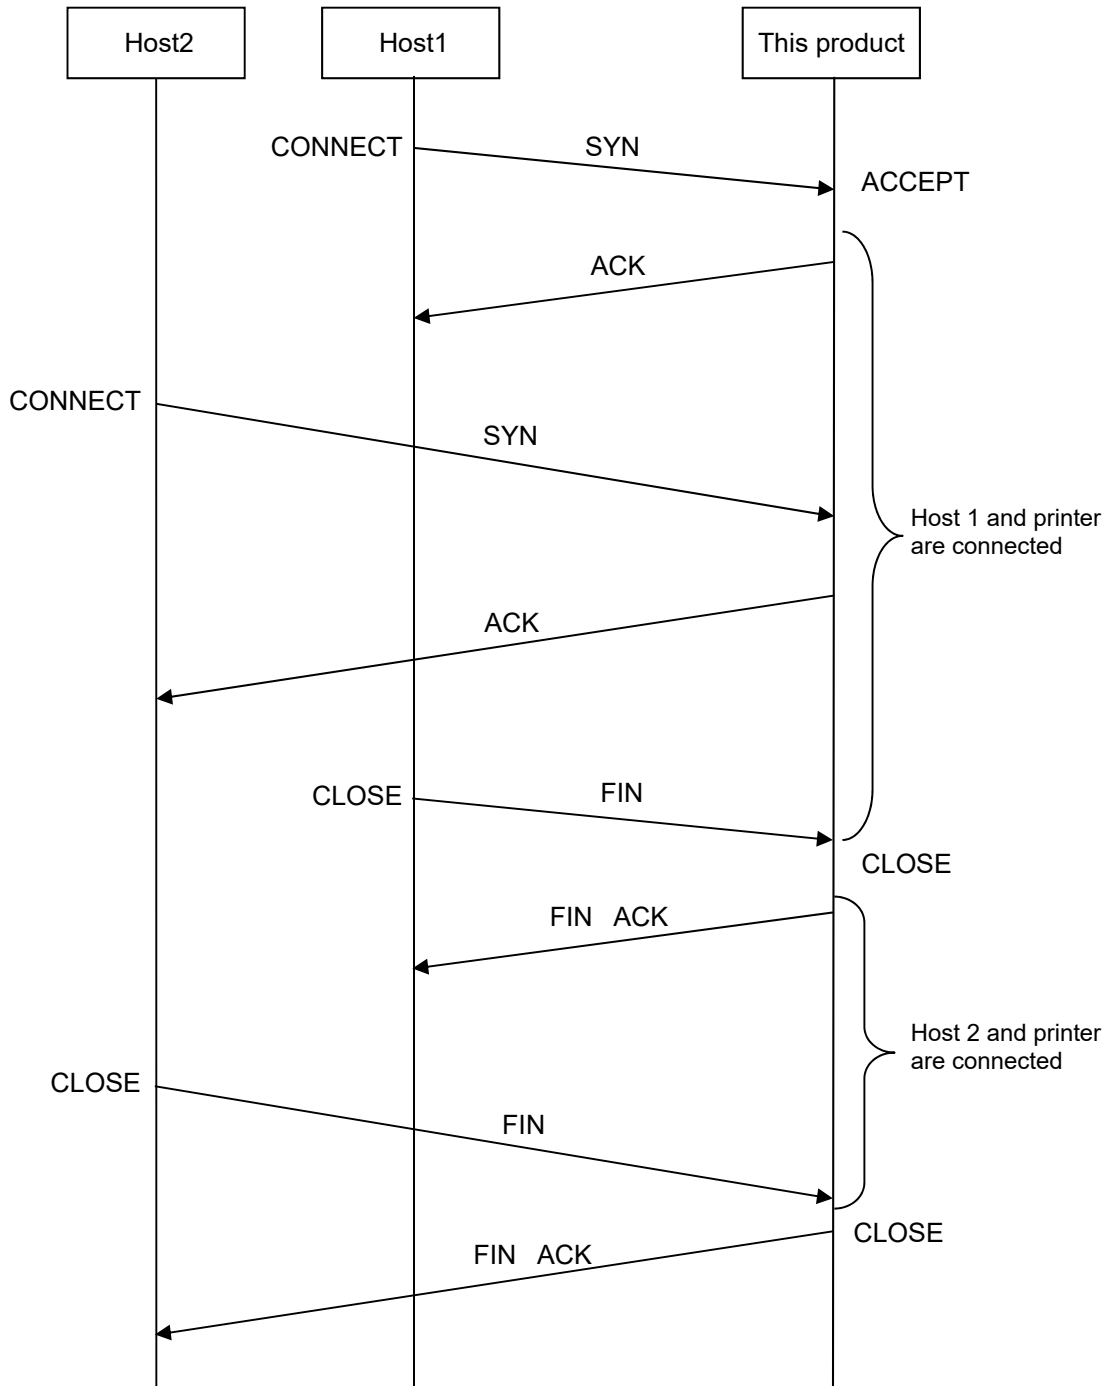 Host2
Host1
This product
CONNECT
SYN
ACCEPT
ACK
CONNECT
SYN
Host 1 and printer
are connected
ACK
CLOSE
FIN
CLOSE
FIN ACK
Host 2 and printer
are connected
CLOSE
FIN
CLOSE
FIN ACK